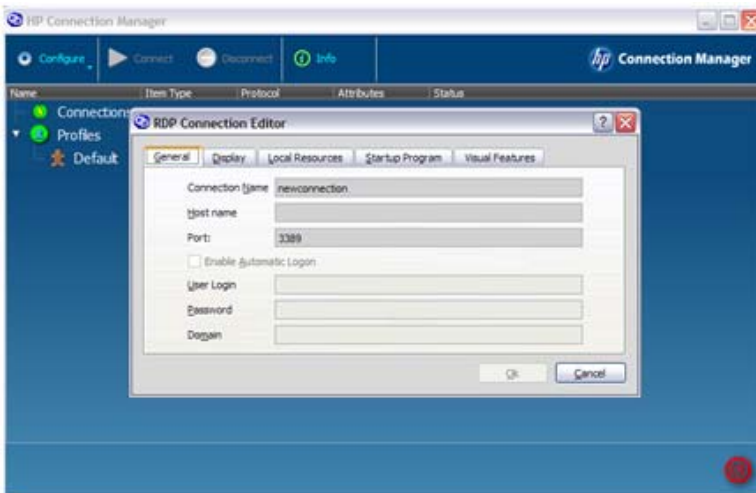 HP Connection Manager
Configure Connect Disconnect Info hp Connection Manager
Name Item Type Protocol Attributes Status
Connections
Profiles
Default
RDP Connection Editor
General Display Local Resources Startup Program Visual Features
Connection Name newconnection
Host name
Port: 3389
Enable Automatic Logon
User Login
Password
Domain
Ok Cancel